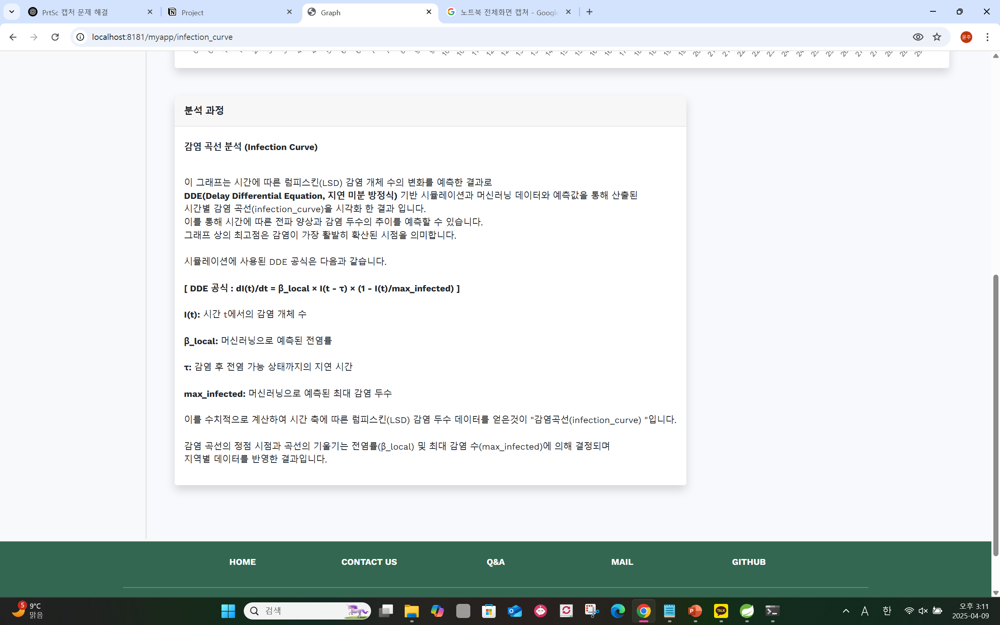 PrtSc 캡처 문제 해결
Project
Graph
노트북 전체화면 캡쳐 - Google
localhost:8181/myapp/infection_curve
윤주
분석 과정
감염 곡선 분석 (Infection Curve)
이 그래프는 시간에 따른 럼피스킨(LSD) 감염 개체 수의 변화를 예측한 결과로
DDE(Delay Differential Equation, 지연 미분 방정식) 기반 시뮬레이션과 머신러닝 데이터와 예측값을 통해 산출된
시간별 감염 곡선(infection_curve)을 시각화 한 결과 입니다.
이를 통해 시간에 따른 전파 양상과 감염 두수의 추이를 예측할 수 있습니다.
그래프 상의 최고점은 감염이 가장 활발히 확산된 시점을 의미합니다.
시뮬레이션에 사용된 DDE 공식은 다음과 같습니다.
[ DDE 공식 : dI(t)/dt = β_local × I(t - τ) × (1 - I(t)/max_infected) ]
I(t): 시간 t에서의 감염 개체 수
β_local: 머신러닝으로 예측된 전염률
τ: 감염 후 전염 가능 상태까지의 지연 시간
max_infected: 머신러닝으로 예측된 최대 감염 두수
이를 수치적으로 계산하여 시간 축에 따른 럼피스킨(LSD) 감염 두수 데이터를 얻은것이 "감염곡선(infection_curve) "입니다.
감염 곡선의 정점 시점과 곡선의 기울기는 전염률(β_local) 및 최대 감염 수(max_infected)에 의해 결정되며
지역별 데이터를 반영한 결과입니다.
HOME
CONTACT US
Q&A
MAIL
GITHUB
5
9°C
맑음
검색
TALK
A
한
오후 3:11
2025-04-09